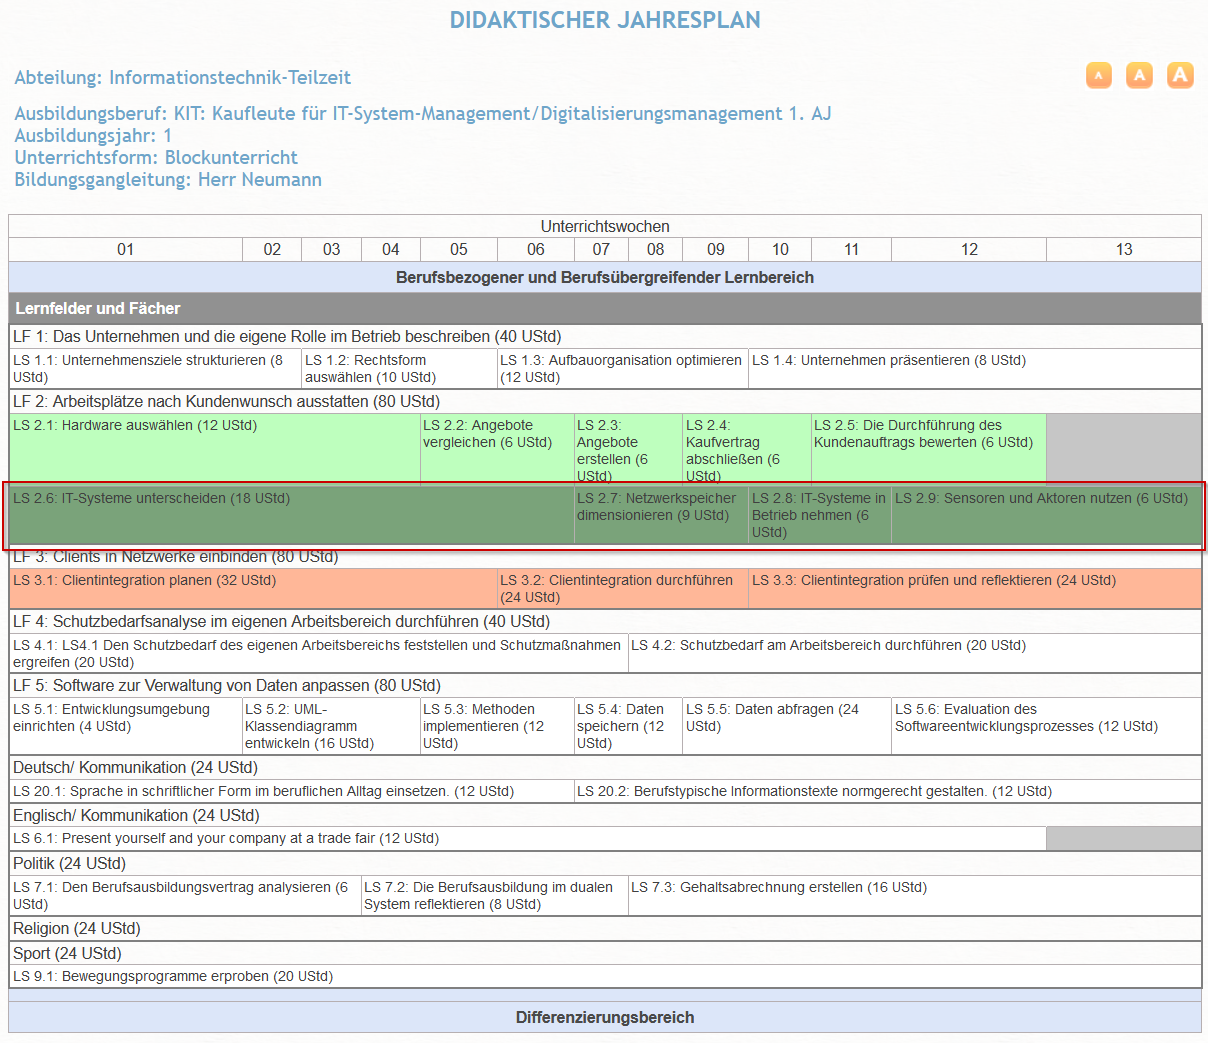 DIDAKTISCHER JAHRESPLAN
Abteilung: Informationstechnik-Teilzeit
A A A
Ausbildungsberuf: KIT: Kaufleute für IT-System-Management/Digitalisierungsmanagement 1. AJ
Ausbildungsjahr: 1
Unterrichtsform: Blockunterricht
Bildungsgangleitung: Herr Neumann
Unterrichtswochen
01 02 03 04 05 06 07 08 09 10 11 12 13
Berufsbezogener und Berufsübergreifender Lernbereich
Lernfelder und Fächer
LF 1: Das Unternehmen und die eigene Rolle im Betrieb beschreiben (40 UStd)
LS 1.1: Unternehmensziele strukturieren (8
UStd)
LS 1.2: Rechtsform
auswählen (10 UStd)
LS 1.3: Aufbauorganisation optimieren
(12 UStd)
LS 1.4: Unternehmen präsentieren (8 UStd)
LF 2: Arbeitsplätze nach Kundenwunsch ausstatten (80 UStd)
LS 2.1: Hardware auswählen (12 UStd)
LS 2.2: Angebote
vergleichen (6 UStd)
LS 2.3:
Angebote
erstellen (6
UStd)
LS 2.4:
Kaufvertrag
abschließen (6
UStd)
LS 2.5: Die Durchführung des
Kundenauftrags bewerten (6 UStd)
LS 2.6: IT-Systeme unterscheiden (18 UStd)
LS 2.7: Netzwerkspeicher
dimensionieren (9 UStd)
LS 2.8: IT-Systeme in
Betrieb nehmen (6
UStd)
LS 2.9: Sensoren und Aktoren nutzen (6 UStd)
LF 3: Clients in Netzwerke einbinden (80 UStd)
LS 3.1: Clientintegration planen (32 UStd)
LS 3.2: Clientintegration durchführen
(24 UStd)
LS 3.3: Clientintegration prüfen und reflektieren (24 UStd)
LF 4: Schutzbedarfsanalyse im eigenen Arbeitsbereich durchführen (40 UStd)
LS 4.1: LS4.1 Den Schutzbedarf des eigenen Arbeitsbereichs feststellen und Schutzmaßnahmen
ergreifen (20 UStd)
LS 4.2: Schutzbedarf am Arbeitsbereich durchführen (20 UStd)
LF 5: Software zur Verwaltung von Daten anpassen (80 UStd)
LS 5.1: Entwicklungsumgebung
einrichten (4 UStd)
LS 5.2: UML-
Klassendiagramm
entwickeln (16 UStd)
LS 5.3: Methoden
implementieren (12
UStd)
LS 5.4: Daten
speichern (12
UStd)
LS 5.5: Daten abfragen (24
UStd)
LS 5.6: Evaluation des
Softwareentwicklungsprozesses (12 UStd)
Deutsch/ Kommunikation (24 UStd)
LS 20.1: Sprache in schriftlicher Form im beruflichen Alltag einsetzen. (12 UStd)
LS 20.2: Berufstypische Informationstexte normgerecht gestalten. (12 UStd)
Englisch/ Kommunikation (24 UStd)
LS 6.1: Present yourself and your company at a trade fair (12 UStd)
Politik (24 UStd)
LS 7.1: Den Berufsausbildungsvertrag analysieren (6
UStd)
LS 7.2: Die Berufsausbildung im dualen
System reflektieren (8 UStd)
LS 7.3: Gehaltsabrechnung erstellen (16 UStd)
Religion (24 UStd)
Sport (24 UStd)
LS 9.1: Bewegungsprogramme erproben (20 UStd)
Differenzierungsbereich